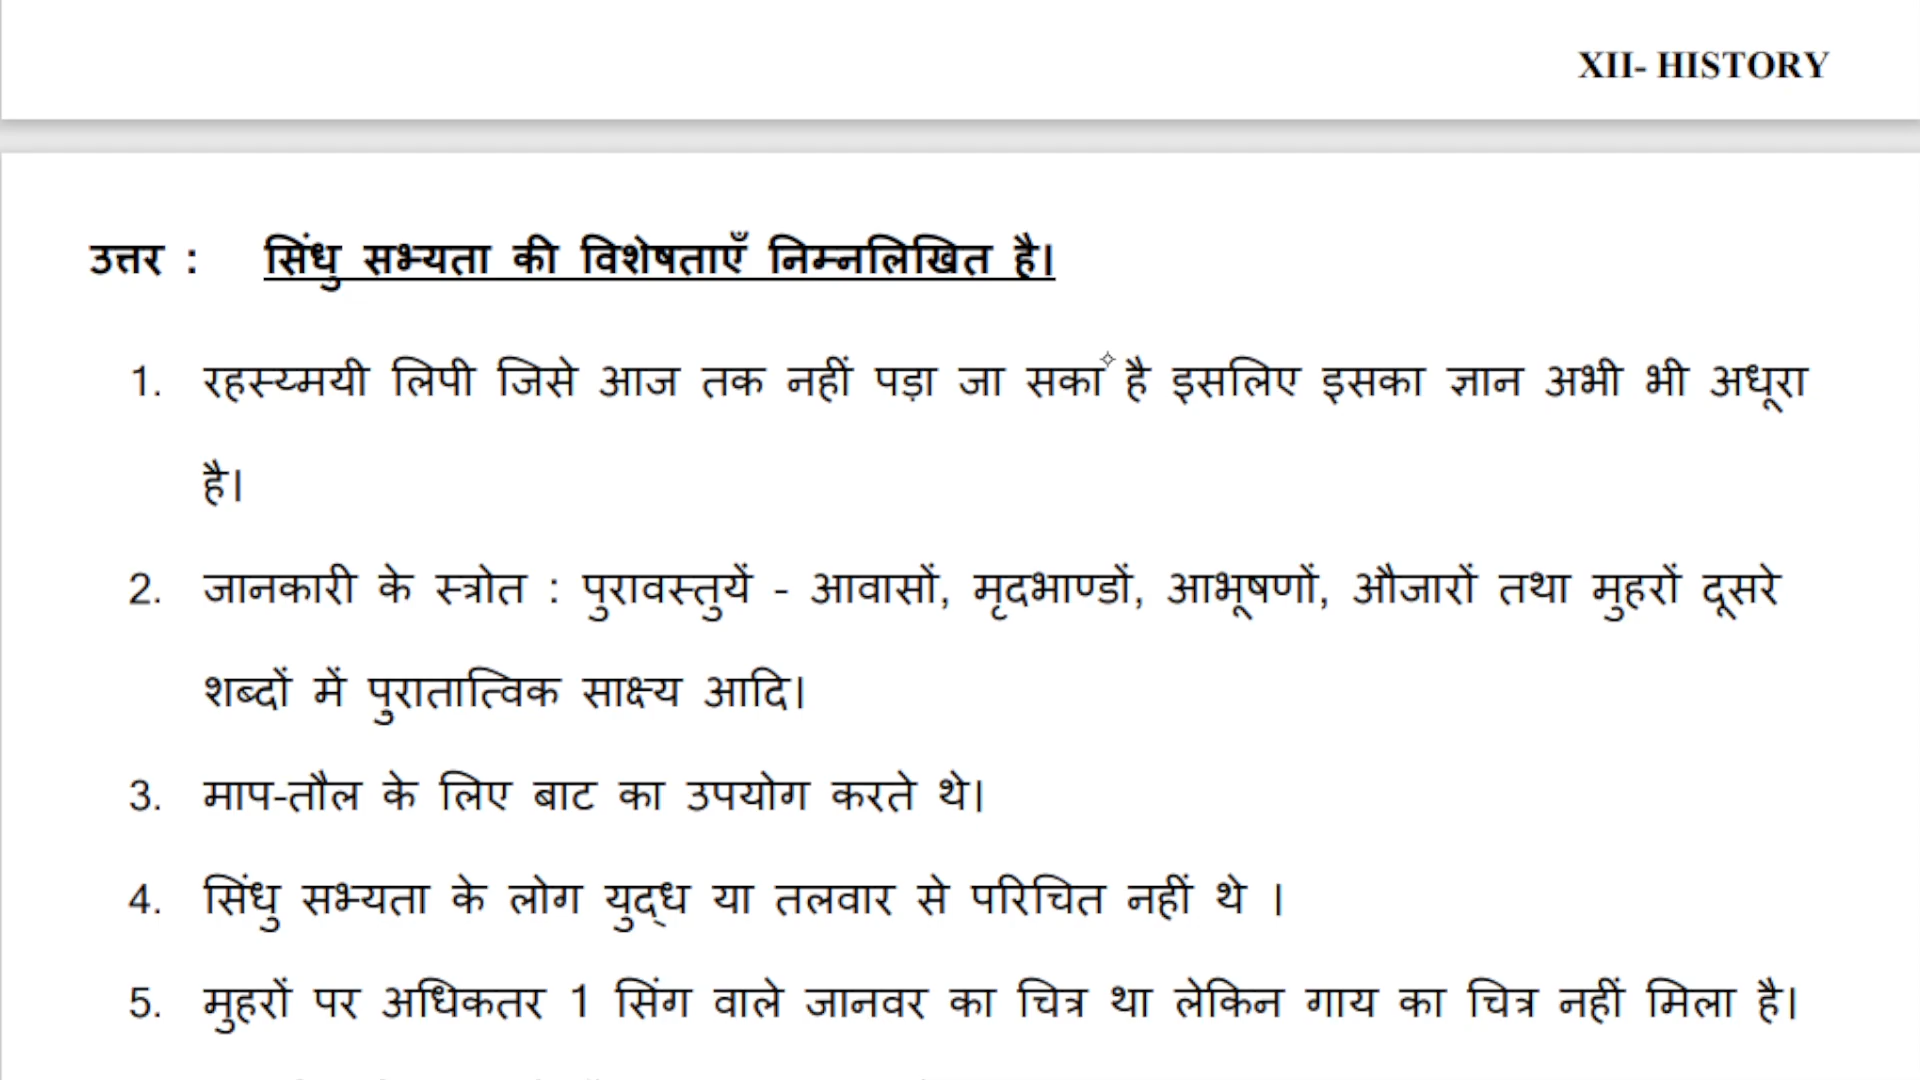 XII- HISTORY
उत्तर : सिंधु सभ्यता की विशेषताएँ निम्नलिखित है।
1. रहस्य्मयी लिपी जिसे आज तक नहीं पड़ा जा सका है इसलिए इसका ज्ञान अभी भी अधूरा
है।
2. जानकारी के स्त्रोत : पुरावस्तुयें - आवासों, मृदभाण्डों, आभूषणों, औजारों तथा मुहरों दूसरे
शब्दों में पुरातात्विक साक्ष्य आदि।
3. माप-तौल के लिए बाट का उपयोग करते थे।
4. सिंधु सभ्यता के लोग युद्ध या तलवार से परिचित नहीं थे ।
5. मुहरों पर अधिकतर 1 सिंग वाले जानवर का चित्र था लेकिन गाय का चित्र नहीं मिला है।